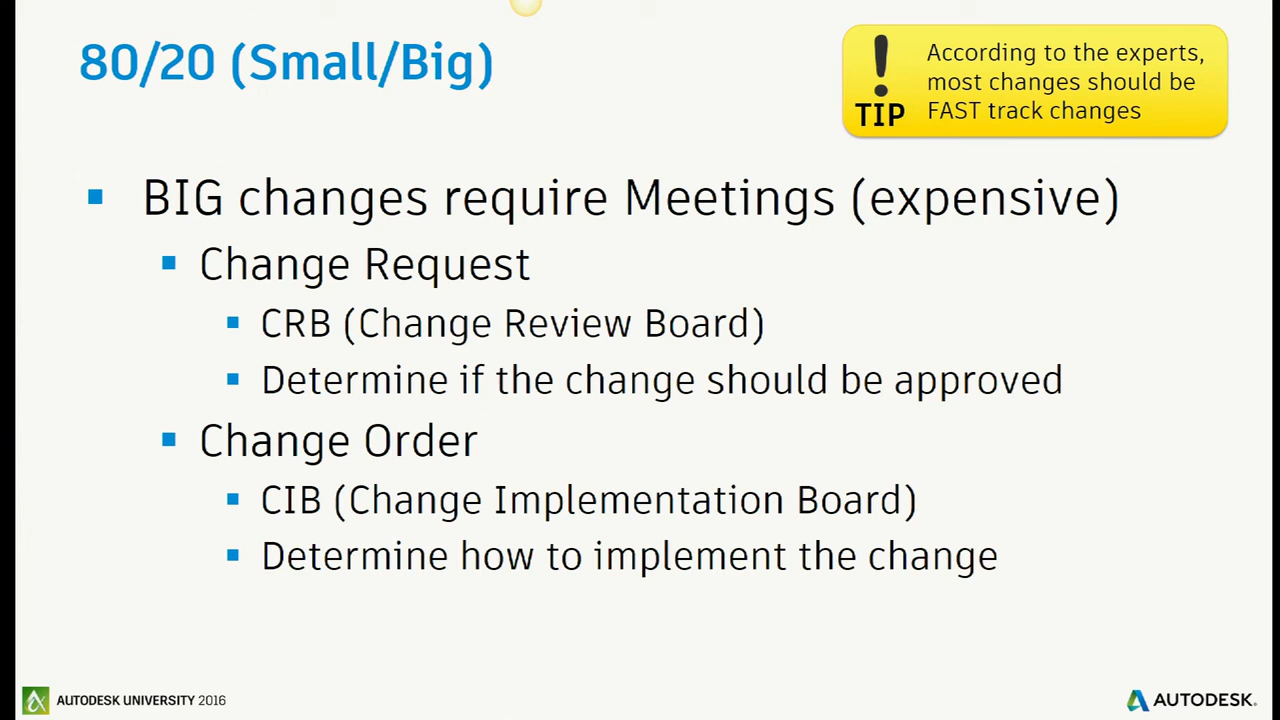 80/20 (Small/Big)
! TIP
According to the experts,
most changes should be
FAST track changes
BIG changes require Meetings (expensive)
Change Request
CRB (Change Review Board)
Determine if the change should be approved
Change Order
CIB (Change Implementation Board)
Determine how to implement the change
AUTODESK UNIVERSITY 2016
AUTODESK.